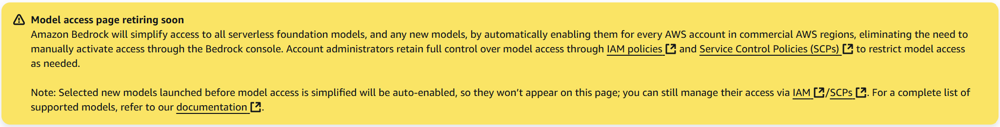 Model access page retiring soon
Amazon Bedrock will simplify access to all serverless foundation models, and any new models, by automatically enabling them for every AWS account in commercial AWS regions, eliminating the need to
manually activate access through the Bedrock console. Account administrators retain full control over model access through IAM policies and Service Control Policies (SCPs) to restrict model access
as needed.
Note: Selected new models launched before model access is simplified will be auto-enabled, so they won’t appear on this page; you can still manage their access via IAM /SCPs . For a complete list of
supported models, refer to our documentation .